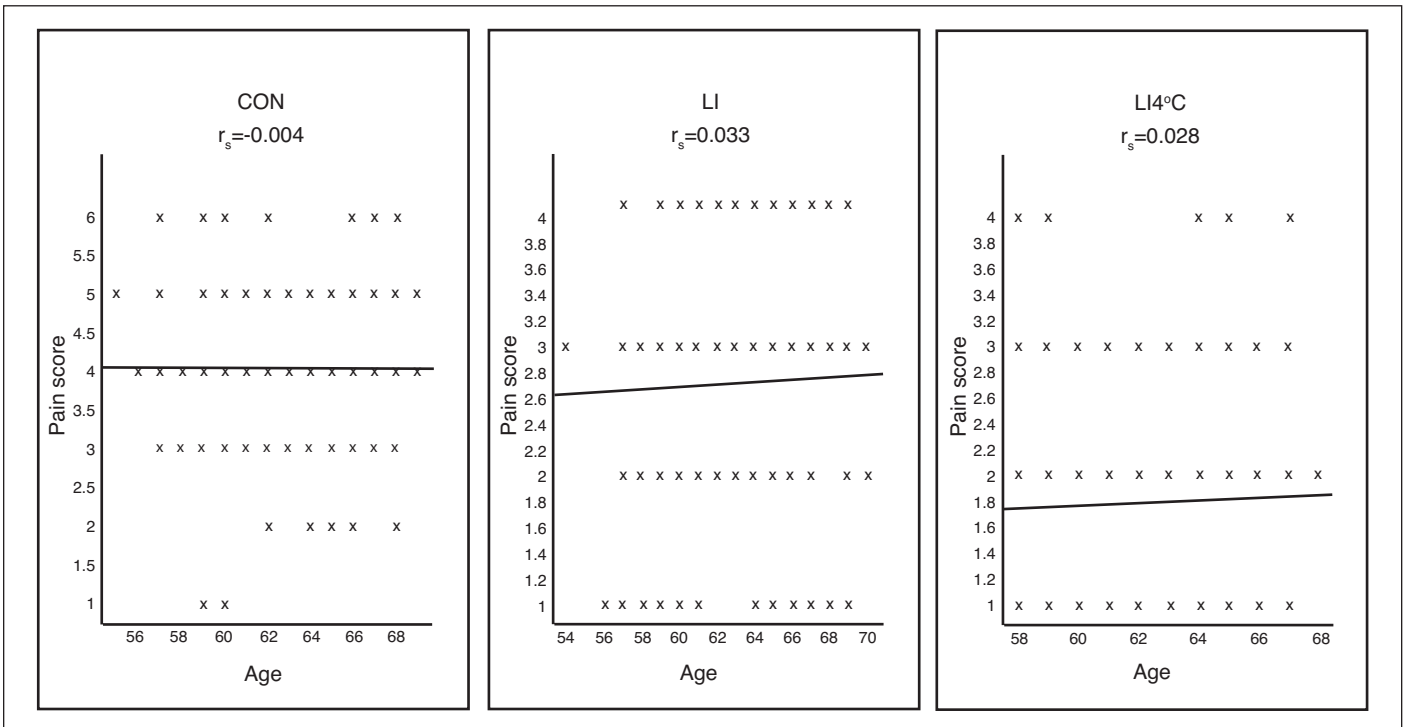 CON
rs=-0.004
Pain score
6
5.5
5
4.5
4
3.5
3
2.5
2
1.5
1
56 58 60 62 64 66 68
Age
LI
rs=0.033
Pain score
4
3.8
3.6
3.4
3.2
3
2.8
2.6
2.4
2.2
2
1.8
1.6
1.4
1.2
1
54 56 58 60 62 64 66 68 70
Age
LI4°C
rs=0.028
Pain score
4
3.8
3.6
3.4
3.2
3
2.8
2.6
2.4
2.2
2
1.8
1.6
1.4
1.2
1
58 60 62 64 66 68
Age